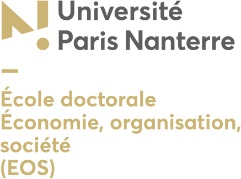 Université
Paris Nanterre
École doctorale
Économie, organisation,
société
(EOS)